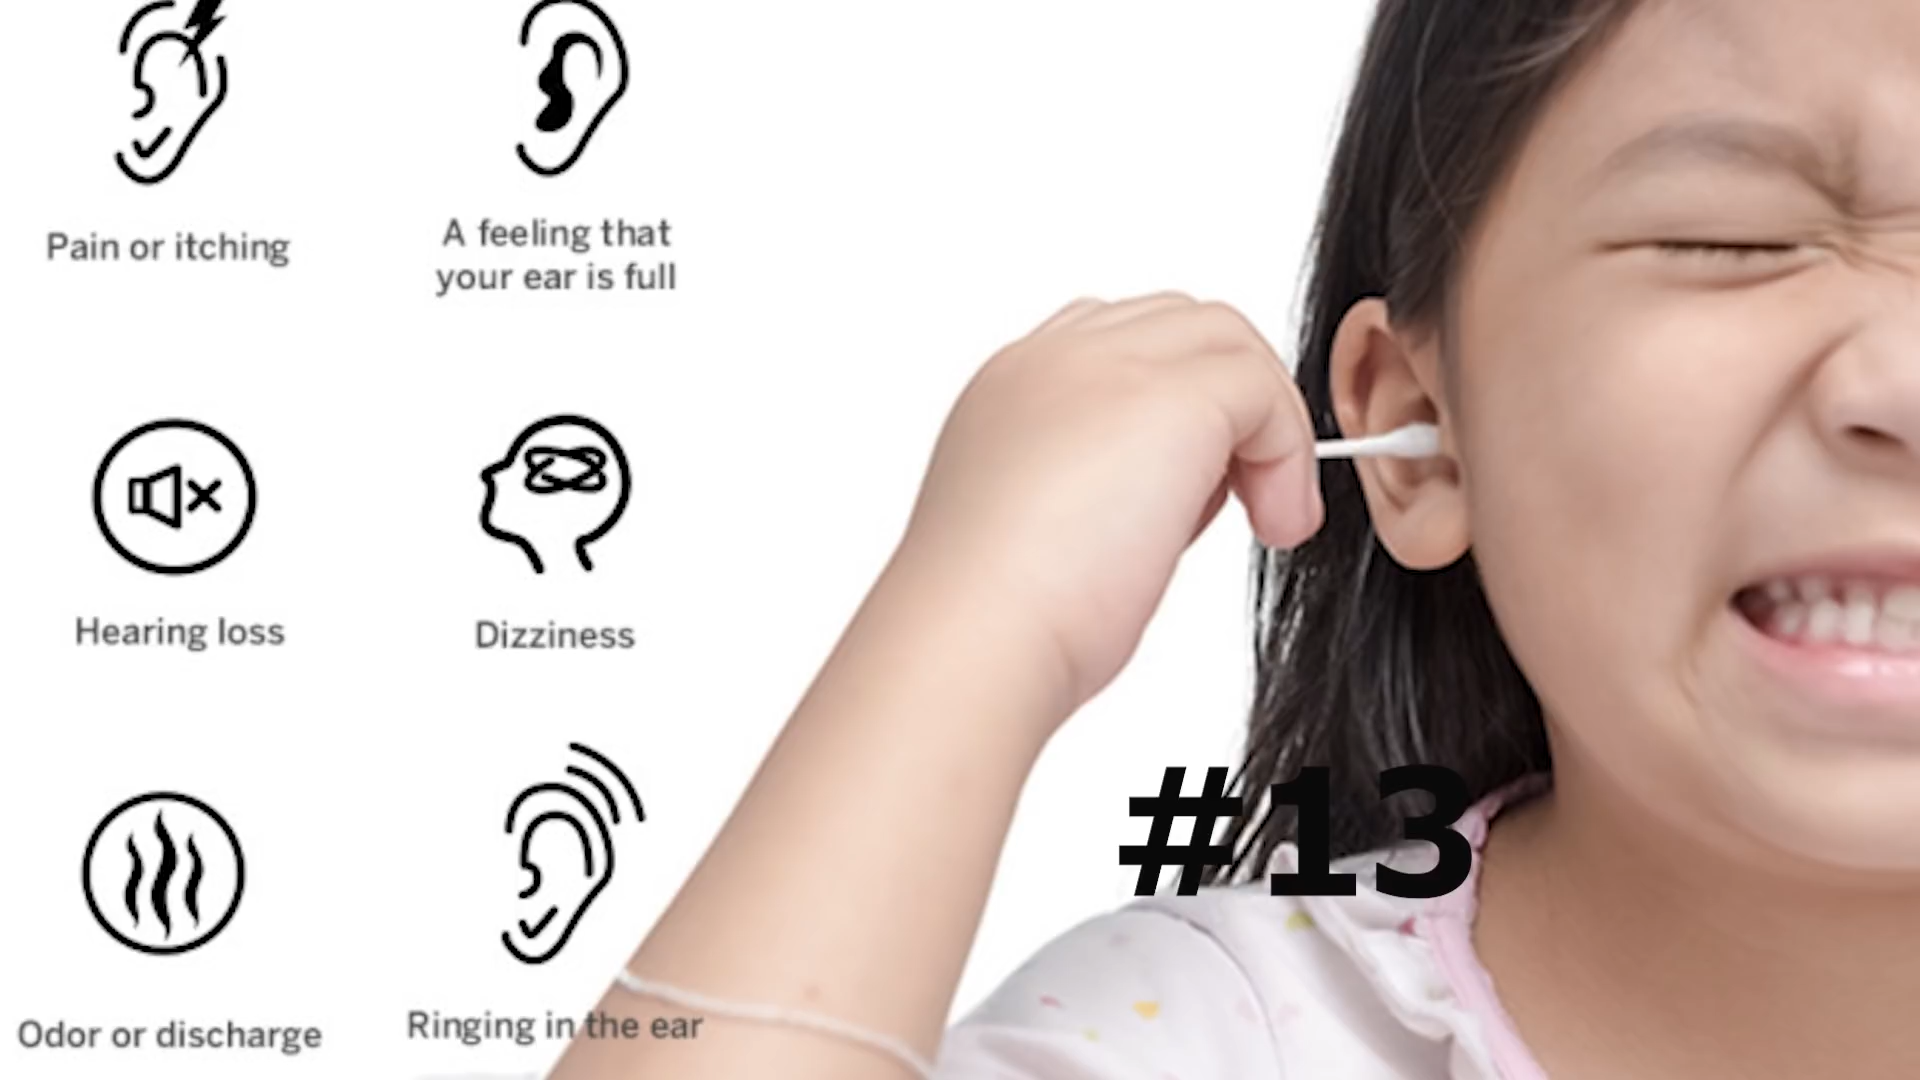 Pain or itching
A feeling that
your ear is full
Hearing loss
Dizziness
Odor or discharge
Ringing in the ear
#13